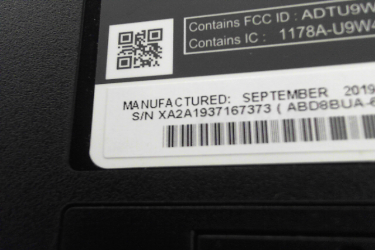 Contains FCC ID : ADTU9W
Contains IC : 1178A-U9W4
MANUFACTURED: SEPTEMBER 2019
S/N XA2A1937167373 ( ABD8BUA-